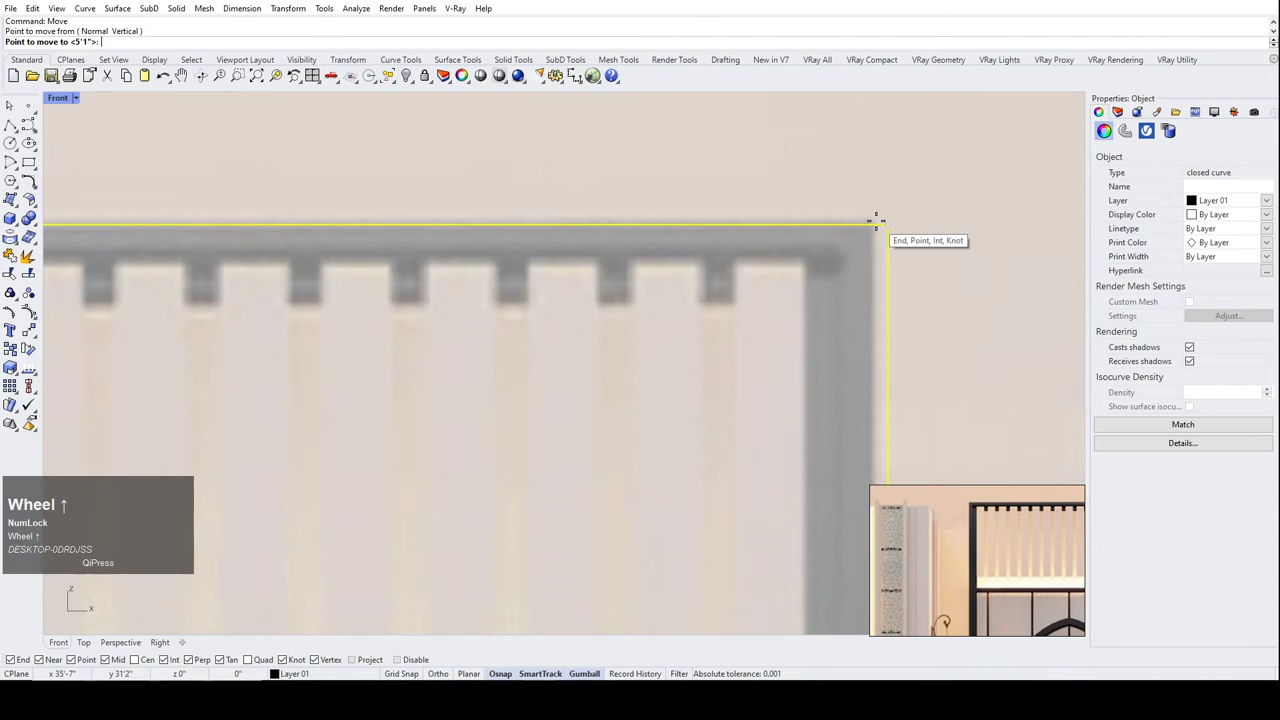 File Edit View Curve Surface SubD Solid Mesh Dimension Transform Tools Analyze Render Panels V-Ray Help
Command: Move
Point to move from ( Normal Vertical )
Point to move to <5'1">:
Standard CPlanes Set View Display Select Viewport Layout Visibility Transform Curve Tools Surface Tools Solid Tools SubD Tools Mesh Tools Render Tools Drafting New in V7 VRay All VRay Compact VRay Geometry VRay Lights VRay Proxy VRay Rendering VRay Utility
Front
End, Point, Int, Knot
Properties: Object
Object
Type closed curve
Name
Layer Layer 01
Display Color By Layer
Linetype By Layer
Print Color By Layer
Print Width By Layer
Hyperlink ...
Render Mesh Settings
Custom Mesh
Settings Adjust...
Rendering
Casts shadows
Receives shadows
Isocurve Density
Density
Show surface isocu...
Match
Details...
Wheel ↑
NumLock
Wheel ↑
DESKTOP-0DRDJSS
QiPress
z
x
Front Top Perspective Right
End Near Point Mid Cen Int Perp Tan Quad Knot Vertex Project Disable
CPlane x 35'-7" y 31'2" z 0" 0" Layer 01 Grid Snap Ortho Planar Osnap SmartTrack Gumball Record History Filter Absolute tolerance: 0.001